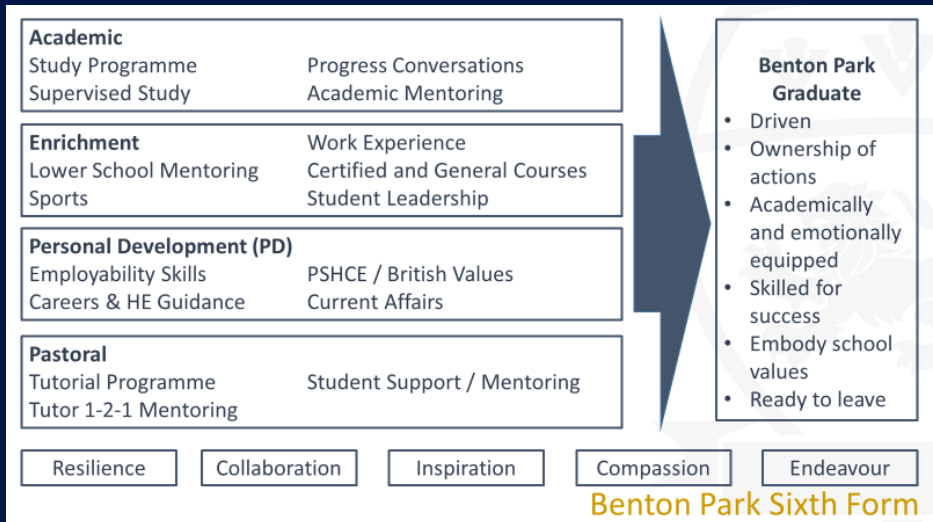 Academic
Study Programme Progress Conversations
Supervised Study Academic Mentoring
Enrichment Work Experience
Lower School Mentoring Certified and General Courses
Sports Student Leadership
Personal Development (PD)
Employability Skills PSHCE / British Values
Careers & HE Guidance Current Affairs
Pastoral
Tutorial Programme Student Support / Mentoring
Tutor 1-2-1 Mentoring
Benton Park
Graduate
• Driven
• Ownership of
actions
• Academically
and emotionally
equipped
• Skilled for
success
• Embody school
values
• Ready to leave
Resilience Collaboration Inspiration Compassion Endeavour
Benton Park Sixth Form